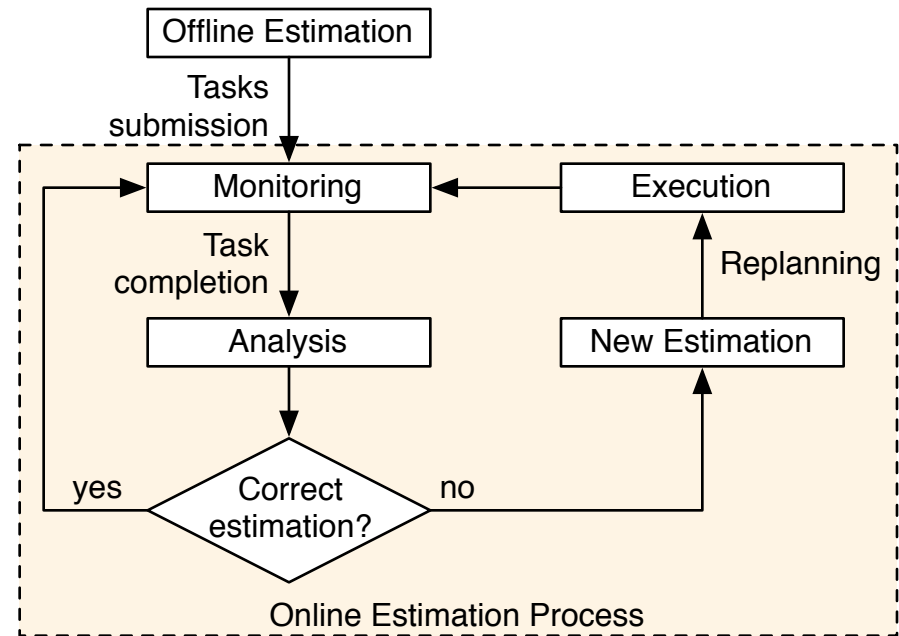 Offline Estimation
Tasks
submission
Monitoring
Execution
Task
completion
Replanning
Analysis
New Estimation
yes
Correct
estimation?
no
Online Estimation Process